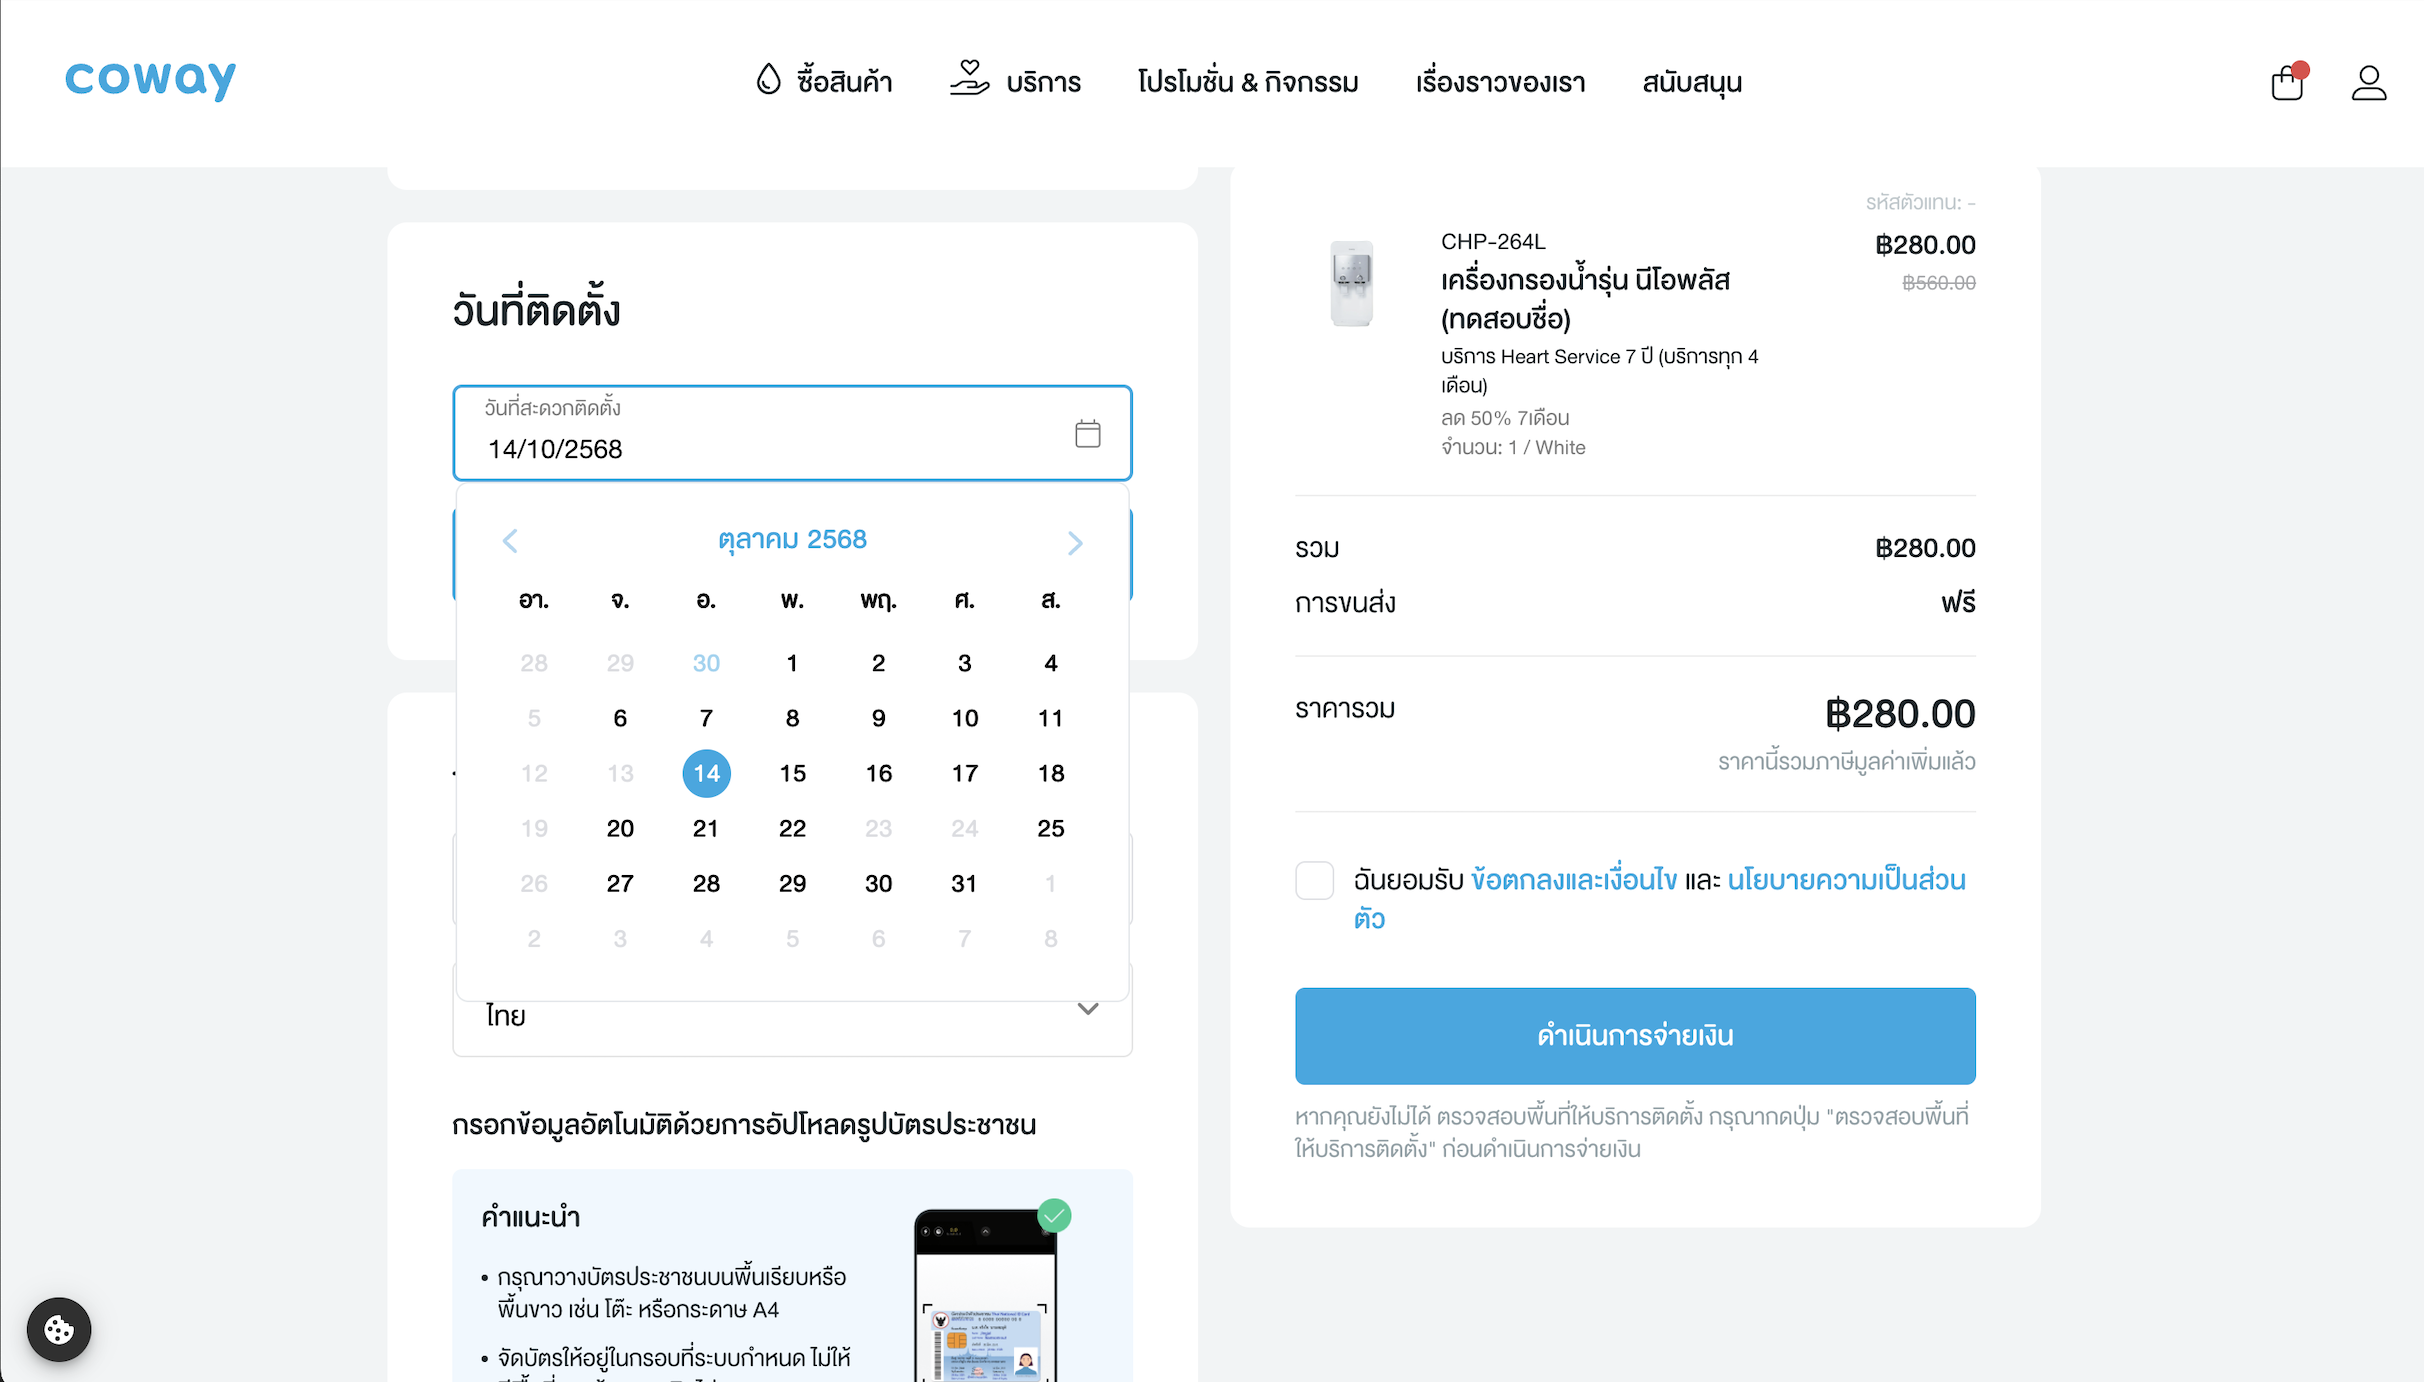 coway
ซื้อสินค้า
บริการ
โปรโมชั่น & กิจกรรม
เรื่องราวของเรา
สนับสนุน
วันที่ติดตั้ง
วันที่สะดวกติดตั้ง
14/10/2568
ตุลาคม 2568
อา. จ. อ. พ. พฤ. ศ. ส.
28 29 30 1 2 3 4
5 6 7 8 9 10 11
12 13 14 15 16 17 18
19 20 21 22 23 24 25
26 27 28 29 30 31 1
2 3 4 5 6 7 8
ไทย
กรอกข้อมูลอัตโนมัติด้วยการอัปโหลดรูปบัตรประชาชน
คำแนะนำ
• กรุณาวางบัตรประชาชนบนพื้นเรียบหรือ
พื้นขาว เช่น โต๊ะ หรือกระดาษ A4
• จัดบัตรให้อยู่ในกรอบที่ระบบกำหนด ไม่ให้
รหัสตัวแทน: -
CHP-264L
฿280.00
เครื่องกรองน้ำรุ่น นีโอพลัส
฿560.00
(ทดสอบชื่อ)
บริการ Heart Service 7 ปี (บริการทุก 4
เดือน)
ลด 50% 7เดือน
จำนวน: 1 / White
รวม ฿280.00
การขนส่ง ฟรี
ราคารวม ฿280.00
ราคานี้รวมภาษีมูลค่าเพิ่มแล้ว
ฉันยอมรับ ข้อตกลงและเงื่อนไข และ นโยบายความเป็นส่วน
ตัว
ดำเนินการจ่ายเงิน
หากคุณยังไม่ได้ ตรวจสอบพื้นที่ให้บริการติดตั้ง กรุณากดปุ่ม "ตรวจสอบพื้นที่
ให้บริการติดตั้ง" ก่อนดำเนินการจ่ายเงิน